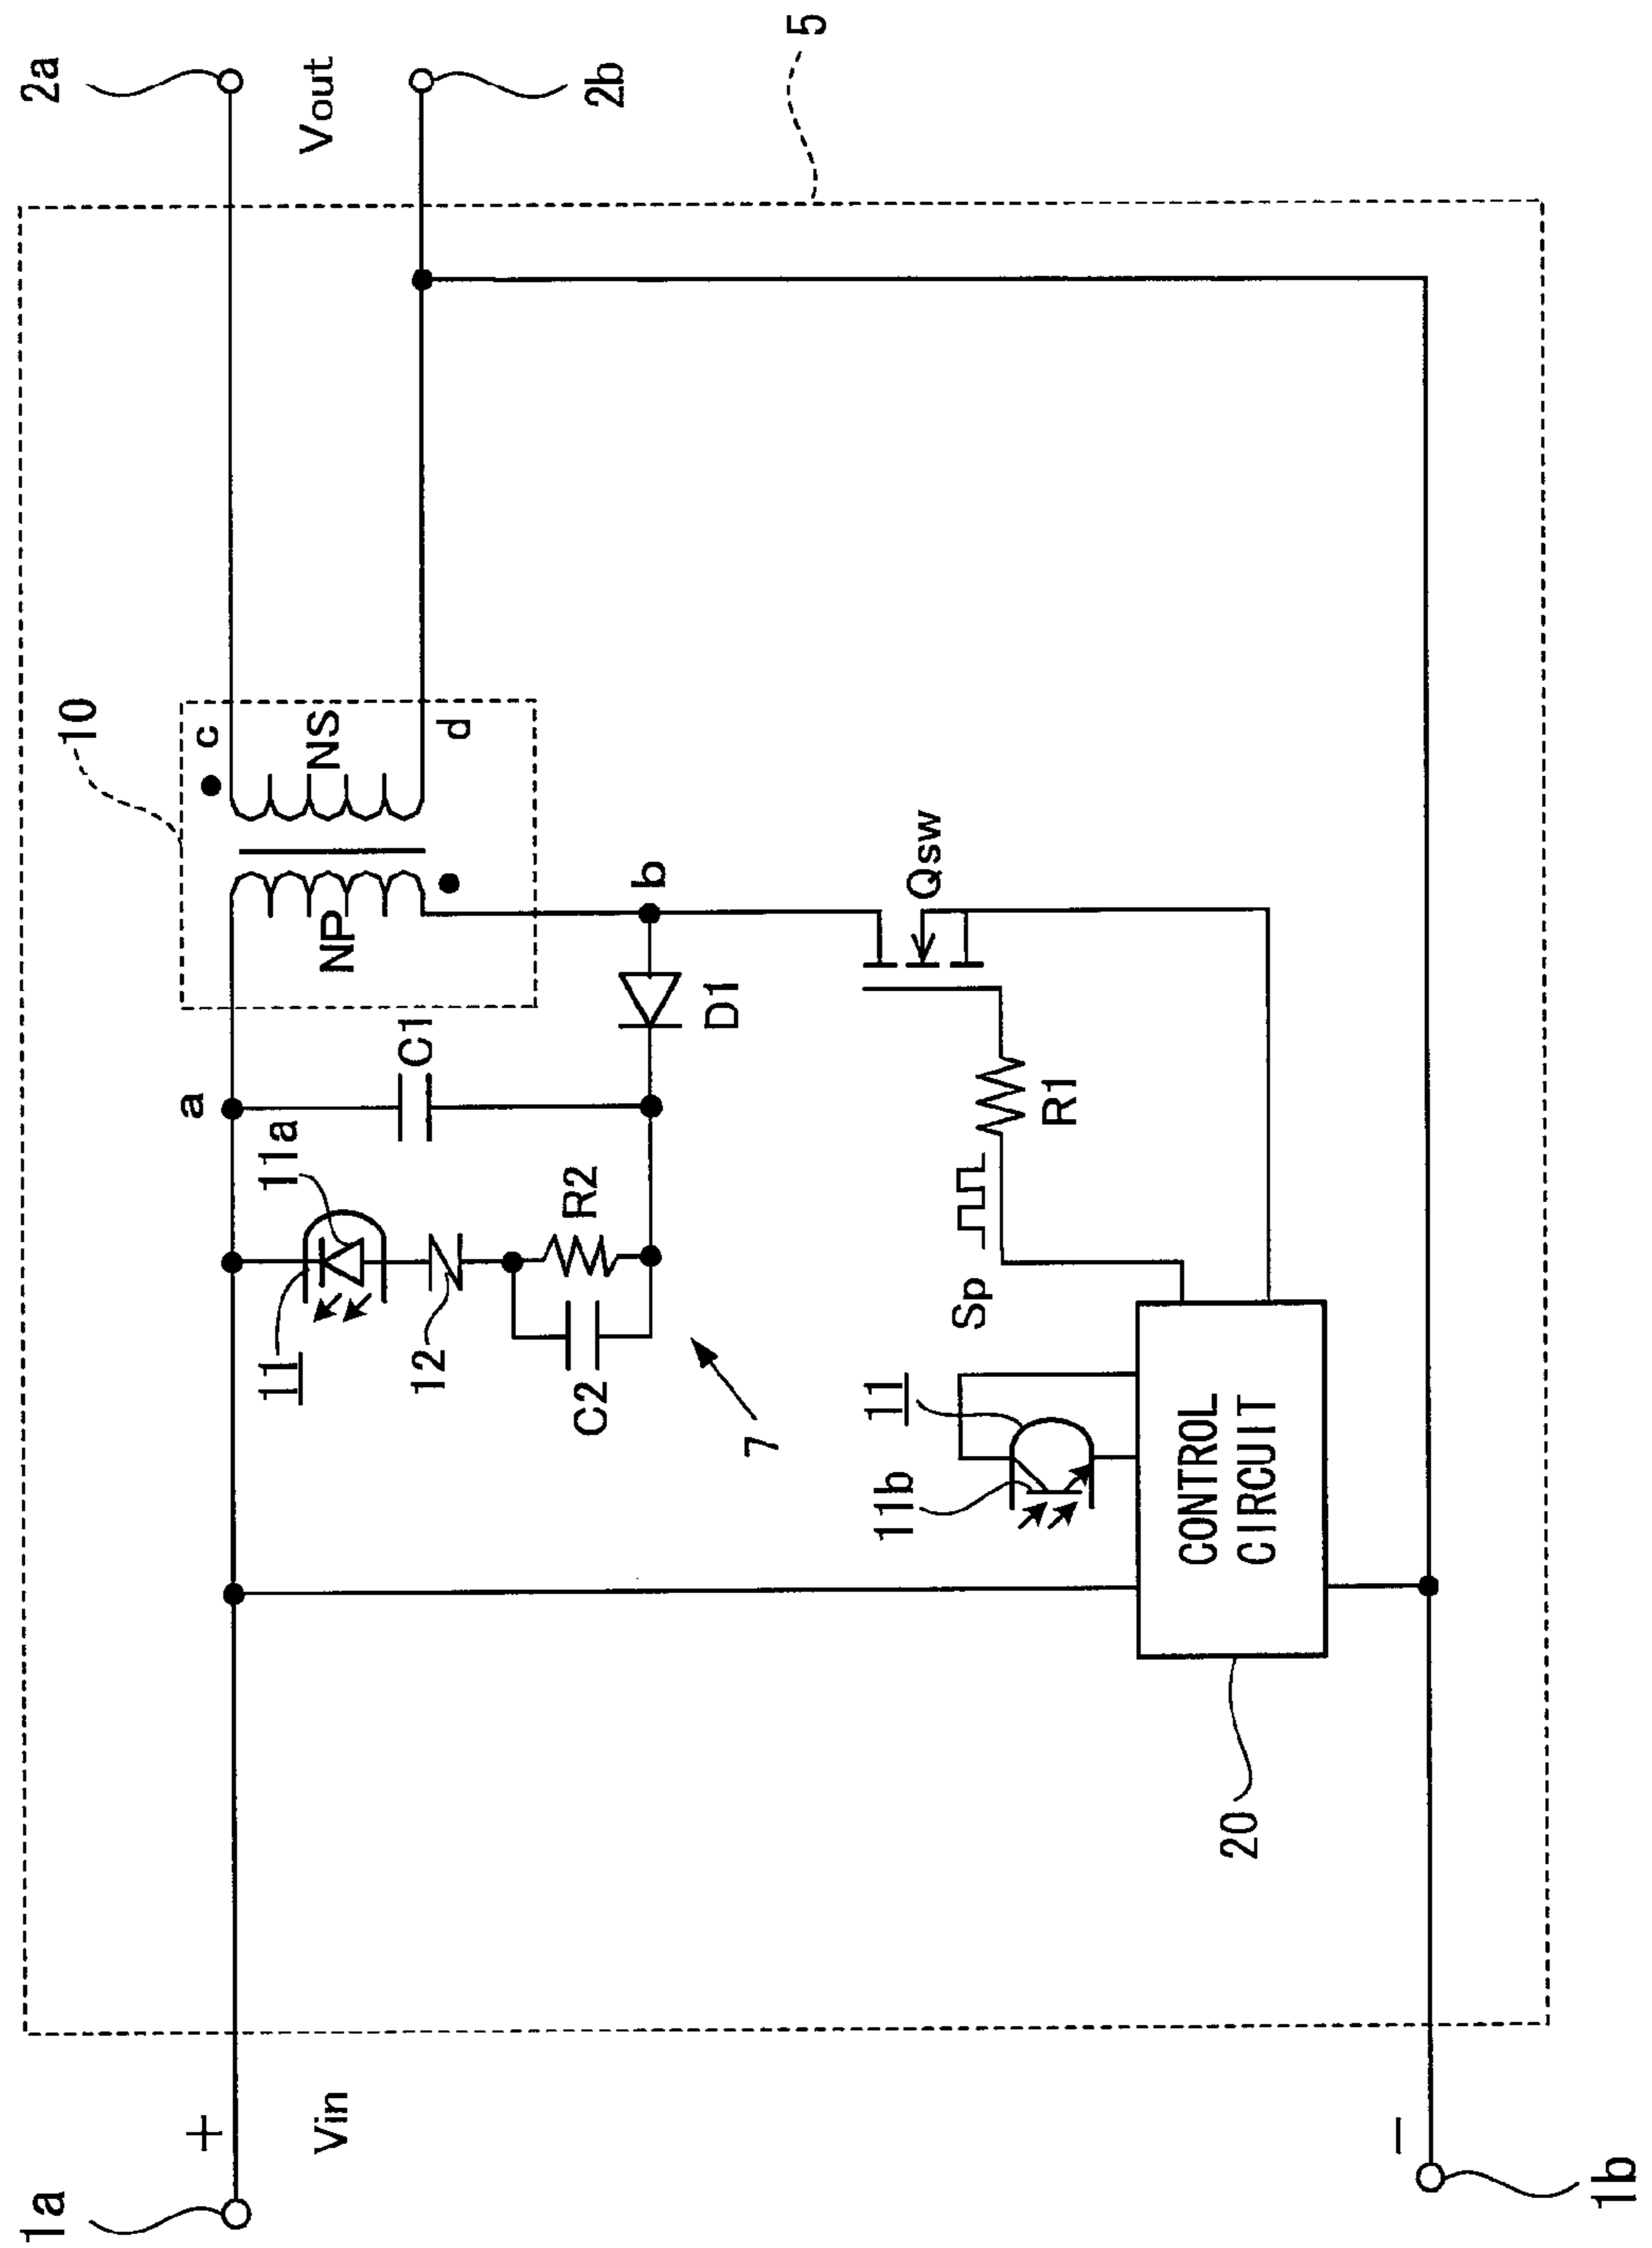 5
10
2a
Vout
2b
c
NS
d
NP
a
C1
b
D1
Qsw
11
11a
12
R2
C2
7
R1
Sp
11
11b
CONTROL
CIRCUIT
20
1a
+
Vin
−
1b